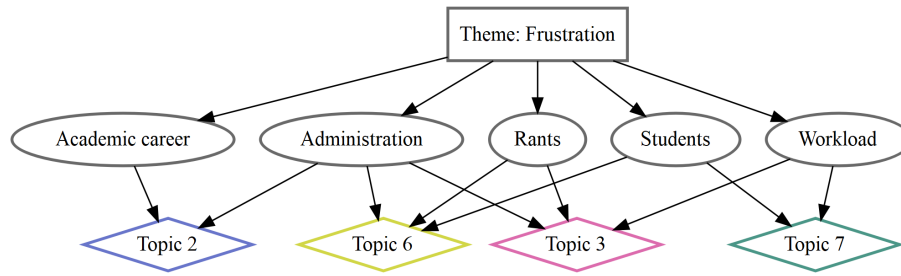 Theme: Frustration
Academic career
Administration
Rants
Students
Workload
Topic 2
Topic 6
Topic 3
Topic 7